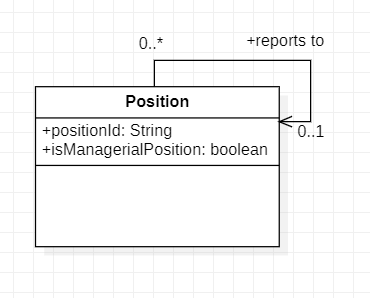 +reports to
0..*
Position
0..1
+positionId: String
+isManagerialPosition: boolean